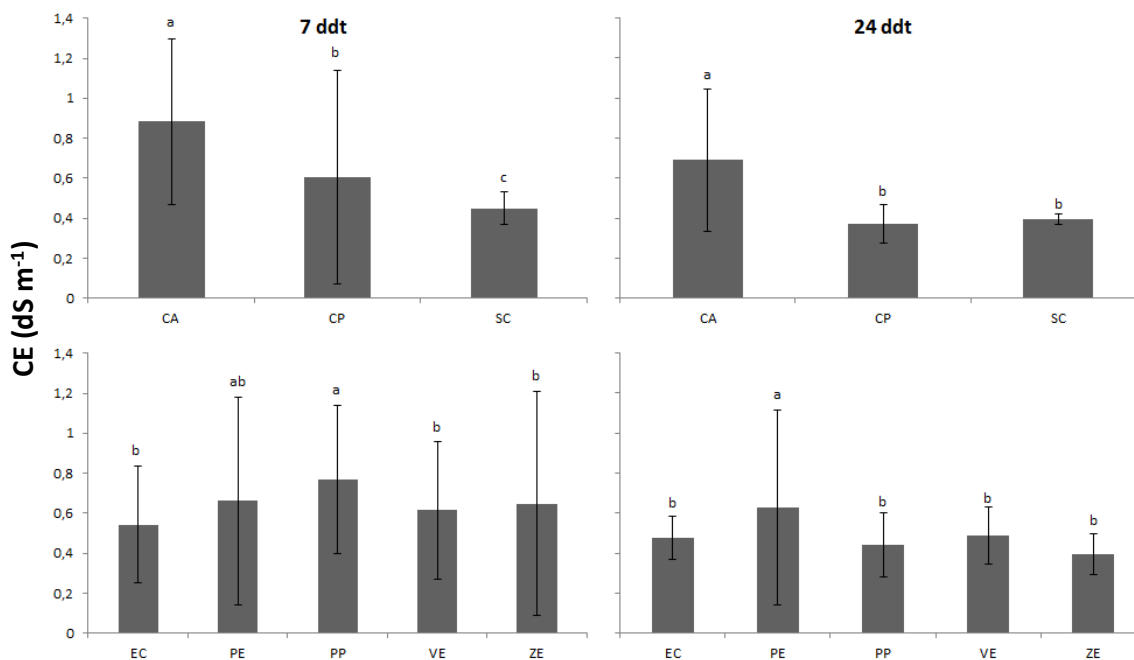 CE (dS m⁻¹)
7 ddt
1,4
1,2
1
0,8
0,6
0,4
0,2
0
a
b
c
CA CP SC
24 ddt
a
b
b
CA CP SC
1,4
1,2
1
0,8
0,6
0,4
0,2
0
b
ab
a
b
b
EC PE PP VE ZE
b
a
b
b
b
EC PE PP VE ZE